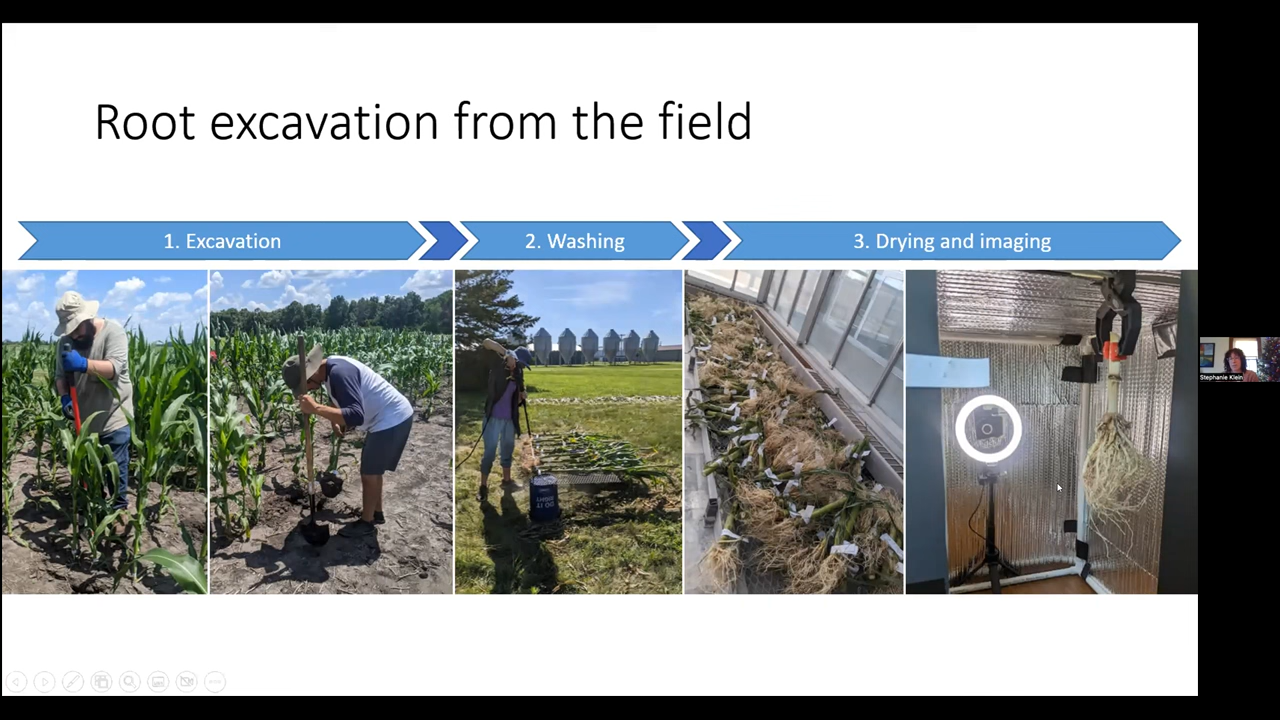 Root excavation from the field
1. Excavation
2. Washing
3. Drying and imaging
Stephanie Klein